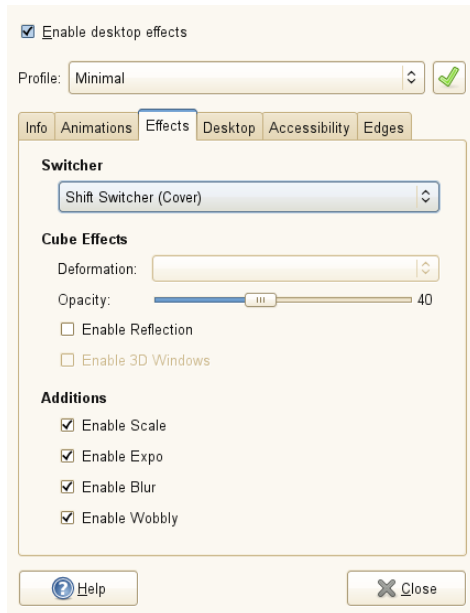 Enable desktop effects
Profile: Minimal
Info Animations Effects Desktop Accessibility Edges
Switcher
Shift Switcher (Cover)
Cube Effects
Deformation:
Opacity: 40
Enable Reflection
Enable 3D Windows
Additions
Enable Scale
Enable Expo
Enable Blur
Enable Wobbly
Help Close